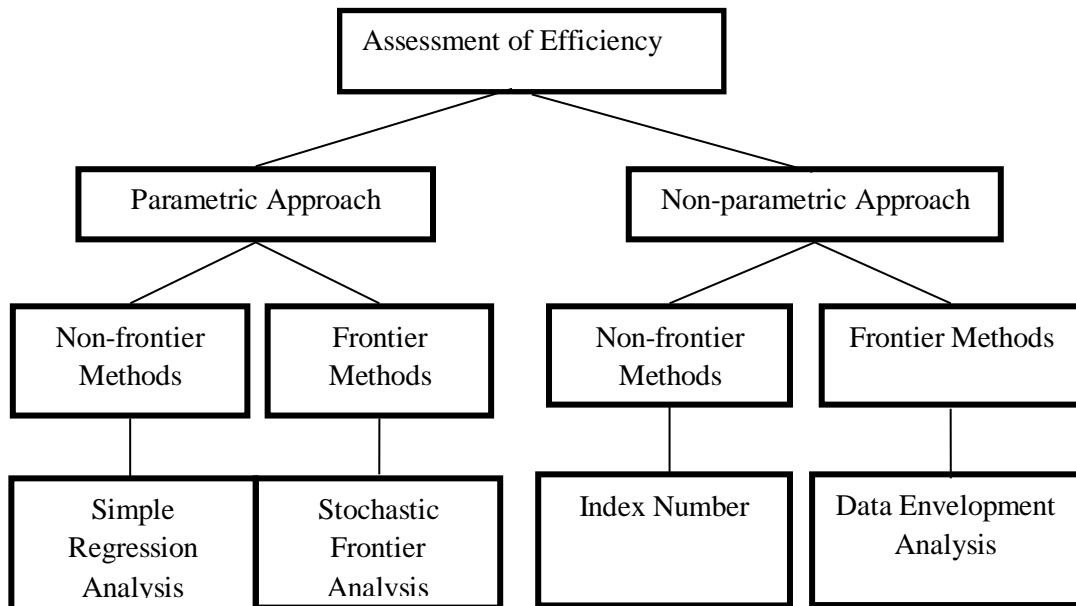 Assessment of Efficiency
Parametric Approach
Non-parametric Approach
Non-frontier
Methods
Frontier
Methods
Non-frontier
Methods
Frontier Methods
Simple
Regression
Analysis
Stochastic
Frontier
Analysis
Index Number
Data Envelopment
Analysis